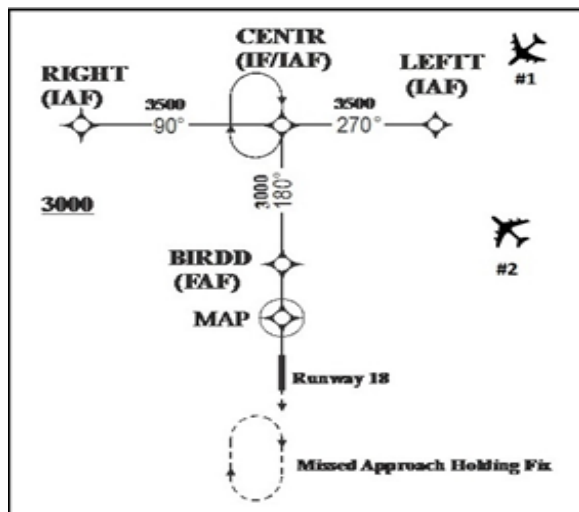 CENTR
(IF/IAF)
RIGHT
(IAF)
LEFTT
(IAF)
#1
3500
90°
3500
270°
3000
180°
3000
#2
BIRDD
(FAF)
MAP
Runway 18
Missed Approach Holding Fix